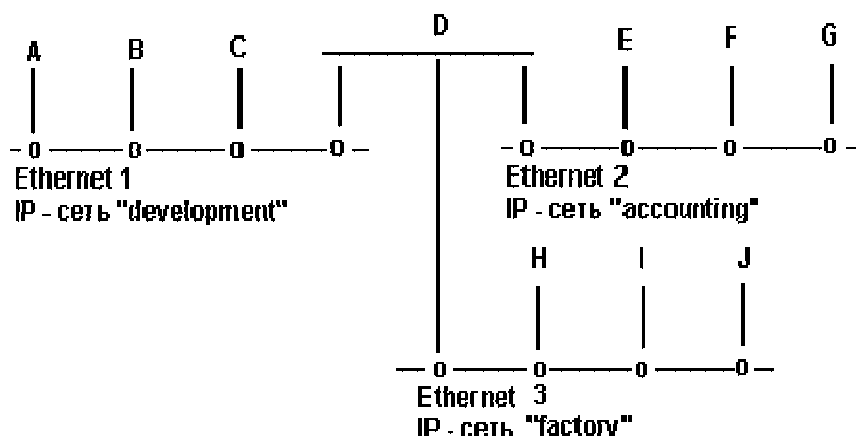 A B C D E F G
Ethernet 1
IP - сеть "development"
Ethernet 2
IP - сеть "accounting"
H I J
Ethernet 3
IP - сеть "factory"